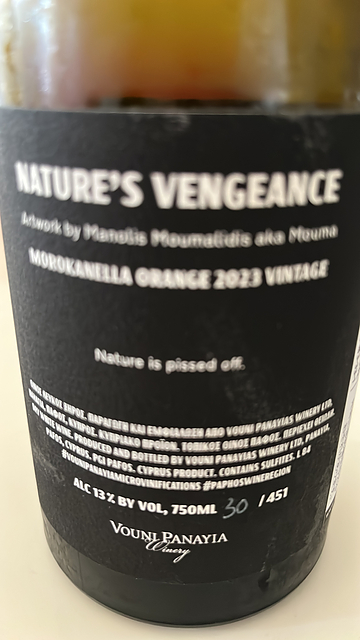 NATURE'S VENGEANCE
Artwork by Manolis Moumalidis aka Mouma
MOROKANELLA ORANGE 2023 VINTAGE
Nature is pissed off.
ΟΙΝΟΣ ΛΕΥΚΟΣ ΞΗΡΟΣ. ΠΑΡΑΓΩΓΗ ΚΑΙ ΕΜΦΙΑΛΩΣΗ ΑΠΟ VOUNI PANAYIAS WINERY LTD,
ΠΑΝΑΓΙΑ, ΠΑΦΟΣ, ΚΥΠΡΟΣ. ΚΥΠΡΙΑΚΟ ΠΡΟΪΟΝ. ΤΟΠΙΚΟΣ ΟΙΝΟΣ ΠΑΦΟΣ. ΠΕΡΙΕΧΕΙ ΘΕΙΩΔΗ.
DRY WHITE WINE. PRODUCED AND BOTTLED BY VOUNI PANAYIAS WINERY LTD, PANAYIA,
PAFOS, CYPRUS. PGI PAFOS. CYPRUS PRODUCT. CONTAINS SULFITES. L 04
#VOUNIPANAYIAMICROVINIFICATIONS #PAPHOSWINEREGION
ALC 13% BY VOL, 750ML 30 /451
VOUNI PANAYIA
Winery